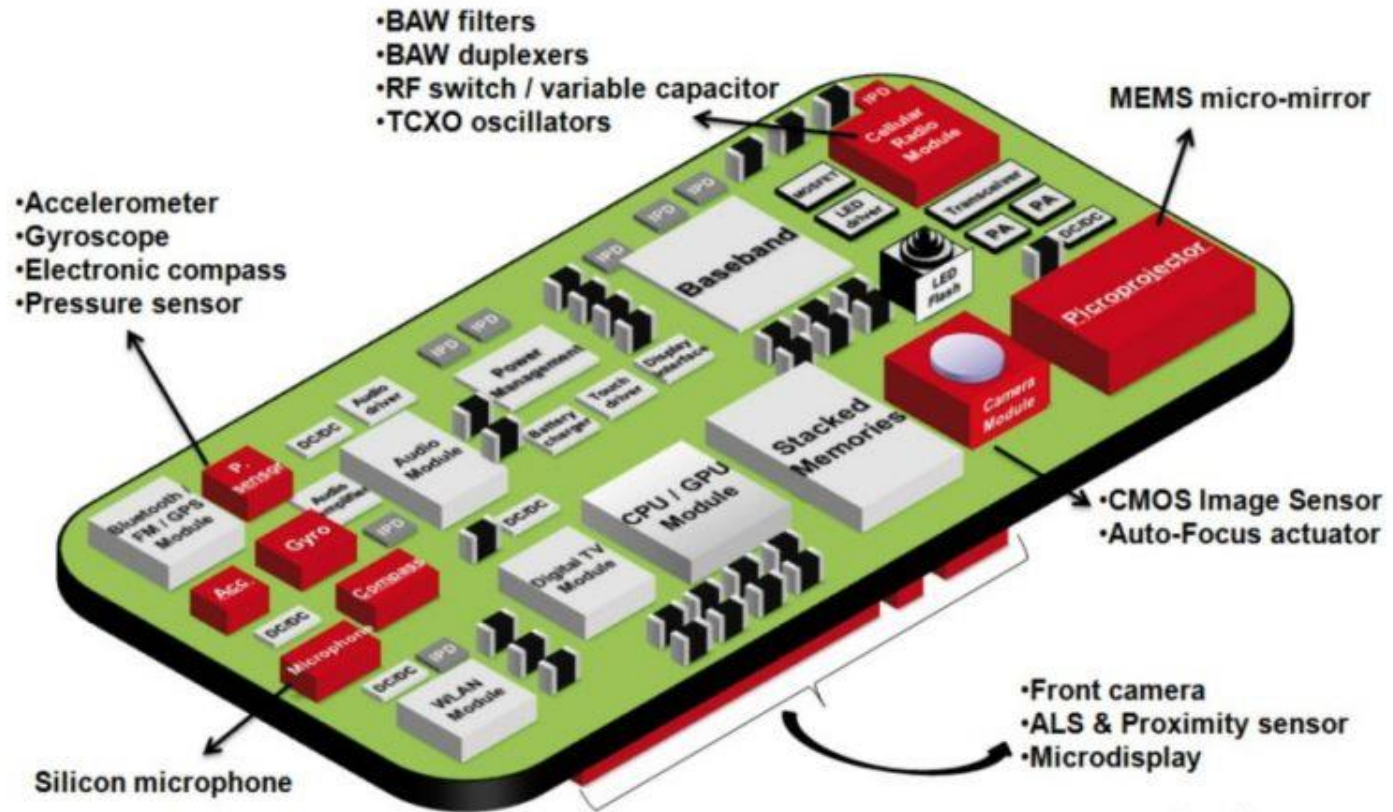 •BAW filters
•BAW duplexers
•RF switch / variable capacitor
•TCXO oscillators
MEMS micro-mirror
•Accelerometer
•Gyroscope
•Electronic compass
•Pressure sensor
IPD
Cellular
Radio
Module
MOSFET
LED
driver
Transceiver
PA
PA
DC/DC
IPD
IPD
IPD
Baseband
LED
Flash
Picroprojector
IPD
IPD
Power
Management
Display
interface
Touch
driver
Battery
charger
Camera
Module
Audio
driver
DC/DC
Audio
Module
Stacked
Memories
P.
sensor
Audio
amplifier
Bluetooth /
FM / GPS
Module
CPU / GPU
Module
DC/DC
IPD
Gyro
Digital TV
Module
Acc.
Compass
DC/DC
Microphone
DC/DC
IPD
WLAN
Module
•CMOS Image Sensor
•Auto-Focus actuator
•Front camera
•ALS & Proximity sensor
•Microdisplay
Silicon microphone